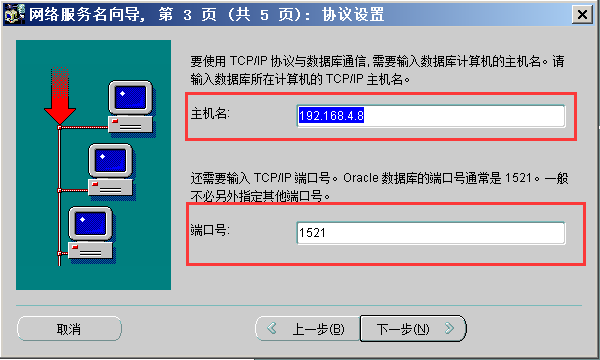 网络服务名向导, 第 3 页 (共 5 页): 协议设置
要使用 TCP/IP 协议与数据库通信,需要输入数据库计算机的主机名。请
输入数据库所在计算机的 TCP/IP 主机名。
主机名:
192.168.4.8
还需要输入 TCP/IP 端口号。Oracle 数据库的端口号通常是 1521。一般
不必另外指定其他端口号。
端口号:
1521
取消
上一步(B)
下一步(N)